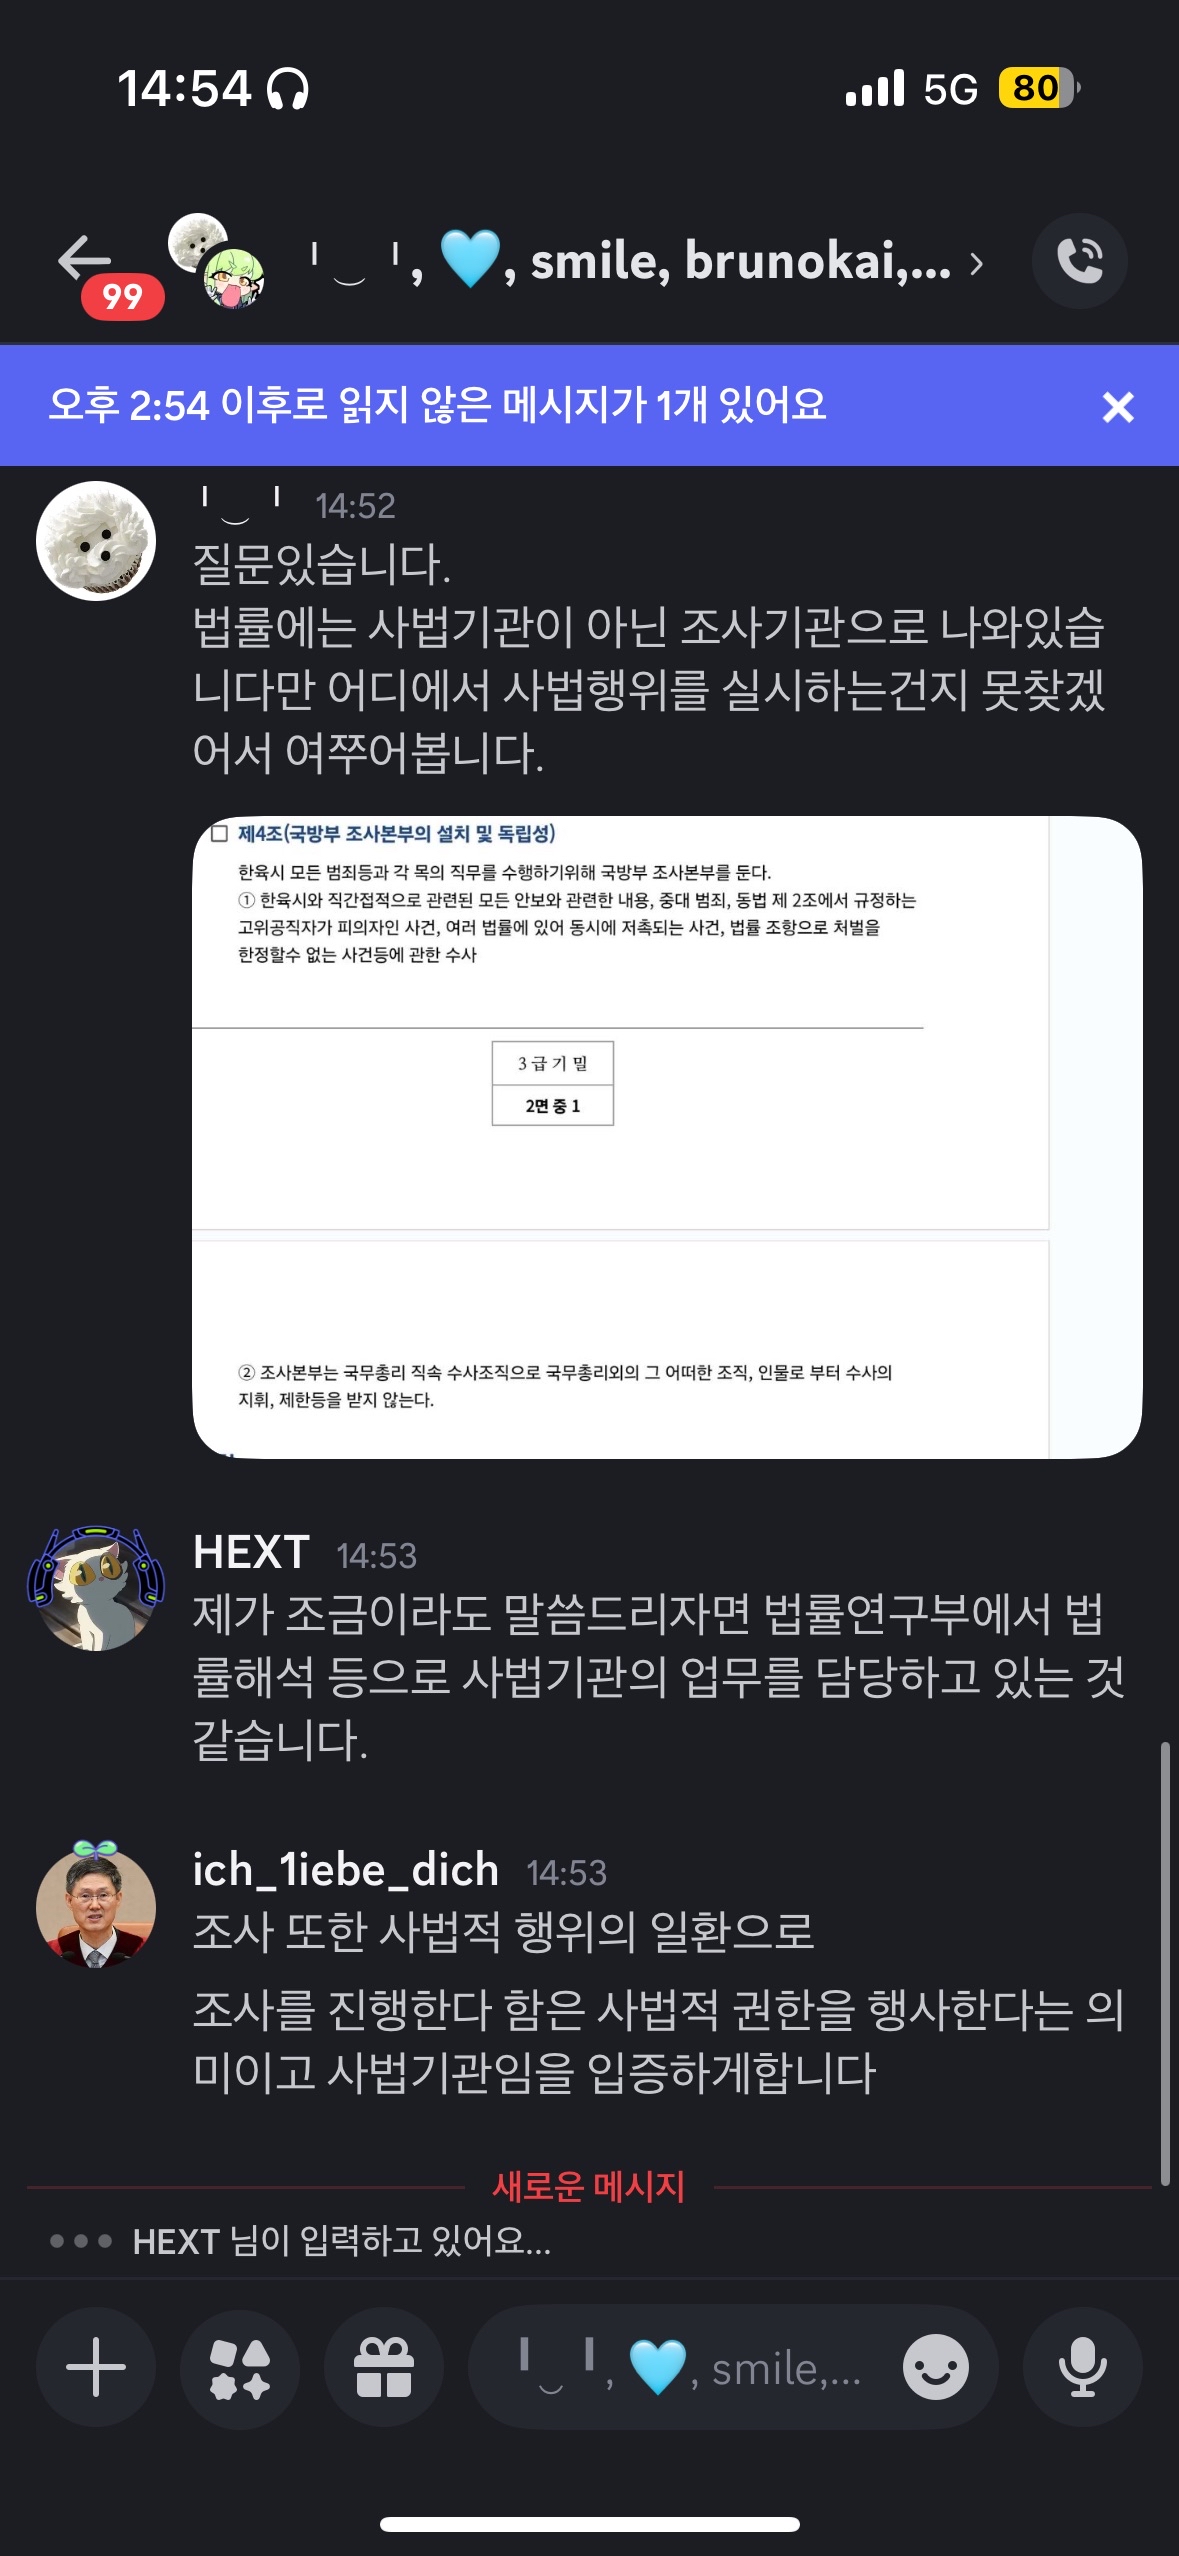 14:54 5G 80
99 ╹‿╹, 🩵, smile, brunokai,... ›
오후 2:54 이후로 읽지 않은 메시지가 1개 있어요
╹‿╹ 14:52
질문있습니다.
법률에는 사법기관이 아닌 조사기관으로 나와있습
니다만 어디에서 사법행위를 실시하는건지 못찾겠
어서 여쭈어봅니다.
제4조(국방부 조사본부의 설치 및 독립성)
한육시 모든 범죄등과 각 목의 직무를 수행하기위해 국방부 조사본부를 둔다.
① 한육시와 직간접적으로 관련된 모든 안보와 관련한 내용, 중대 범죄, 동법 제 2조에서 규정하는
고위공직자가 피의자인 사건, 여러 법률에 있어 동시에 저촉되는 사건, 법률 조항으로 처벌을
한정할수 없는 사건등에 관한 수사
3 급 기 밀
2면 중 1
② 조사본부는 국무총리 직속 수사조직으로 국무총리외의 그 어떠한 조직, 인물로 부터 수사의
지휘, 제한등을 받지 않는다.
HEXT 14:53
제가 조금이라도 말씀드리자면 법률연구부에서 법
률해석 등으로 사법기관의 업무를 담당하고 있는 것
같습니다.
ich_1iebe_dich 14:53
조사 또한 사법적 행위의 일환으로
조사를 진행한다 함은 사법적 권한을 행사한다는 의
미이고 사법기관임을 입증하게합니다
새로운 메시지
HEXT 님이 입력하고 있어요...
╹‿╹, 🩵, smile,...